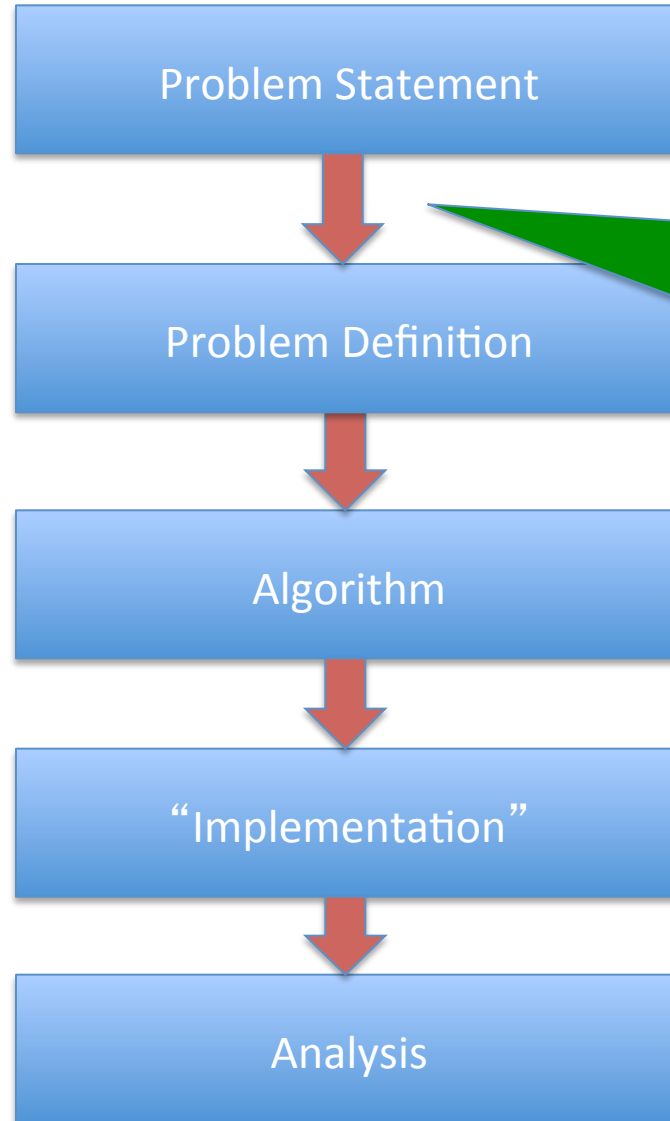 Problem Statement
Problem Definition
Algorithm
“Implementation”
Analysis